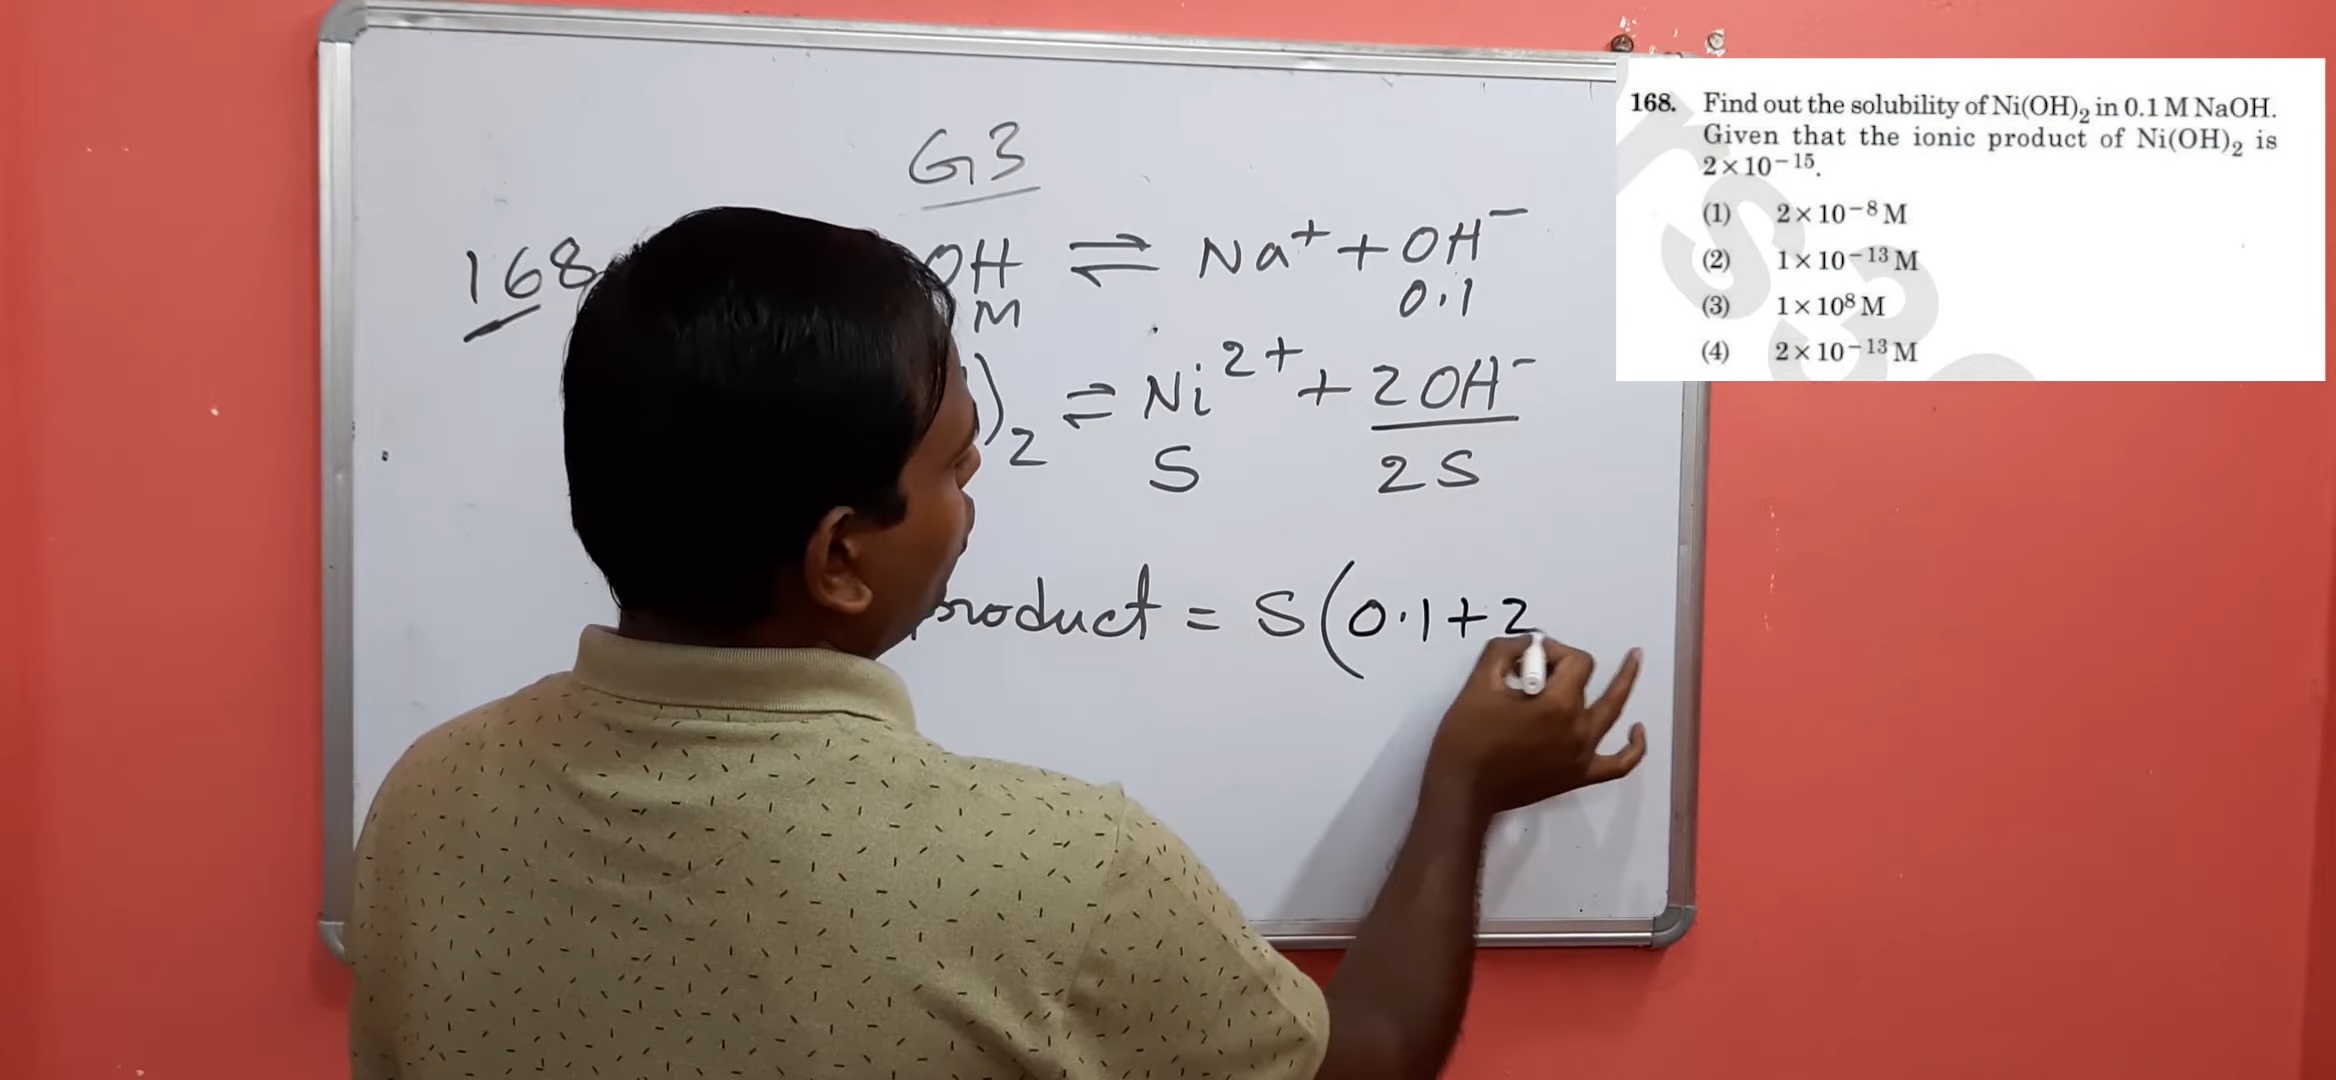 G3
168
OH ⇌ Na⁺ + OH⁻
M 0.1
)₂ ⇌ Ni²⁺ + 2OH⁻
S 2S
product = S(0.1+2
168. Find out the solubility of Ni(OH)₂ in 0.1 M NaOH.
Given that the ionic product of Ni(OH)₂ is
2×10⁻¹⁵.
(1) 2×10⁻⁸ M
(2) 1×10⁻¹³ M
(3) 1×10⁸ M
(4) 2×10⁻¹³ M